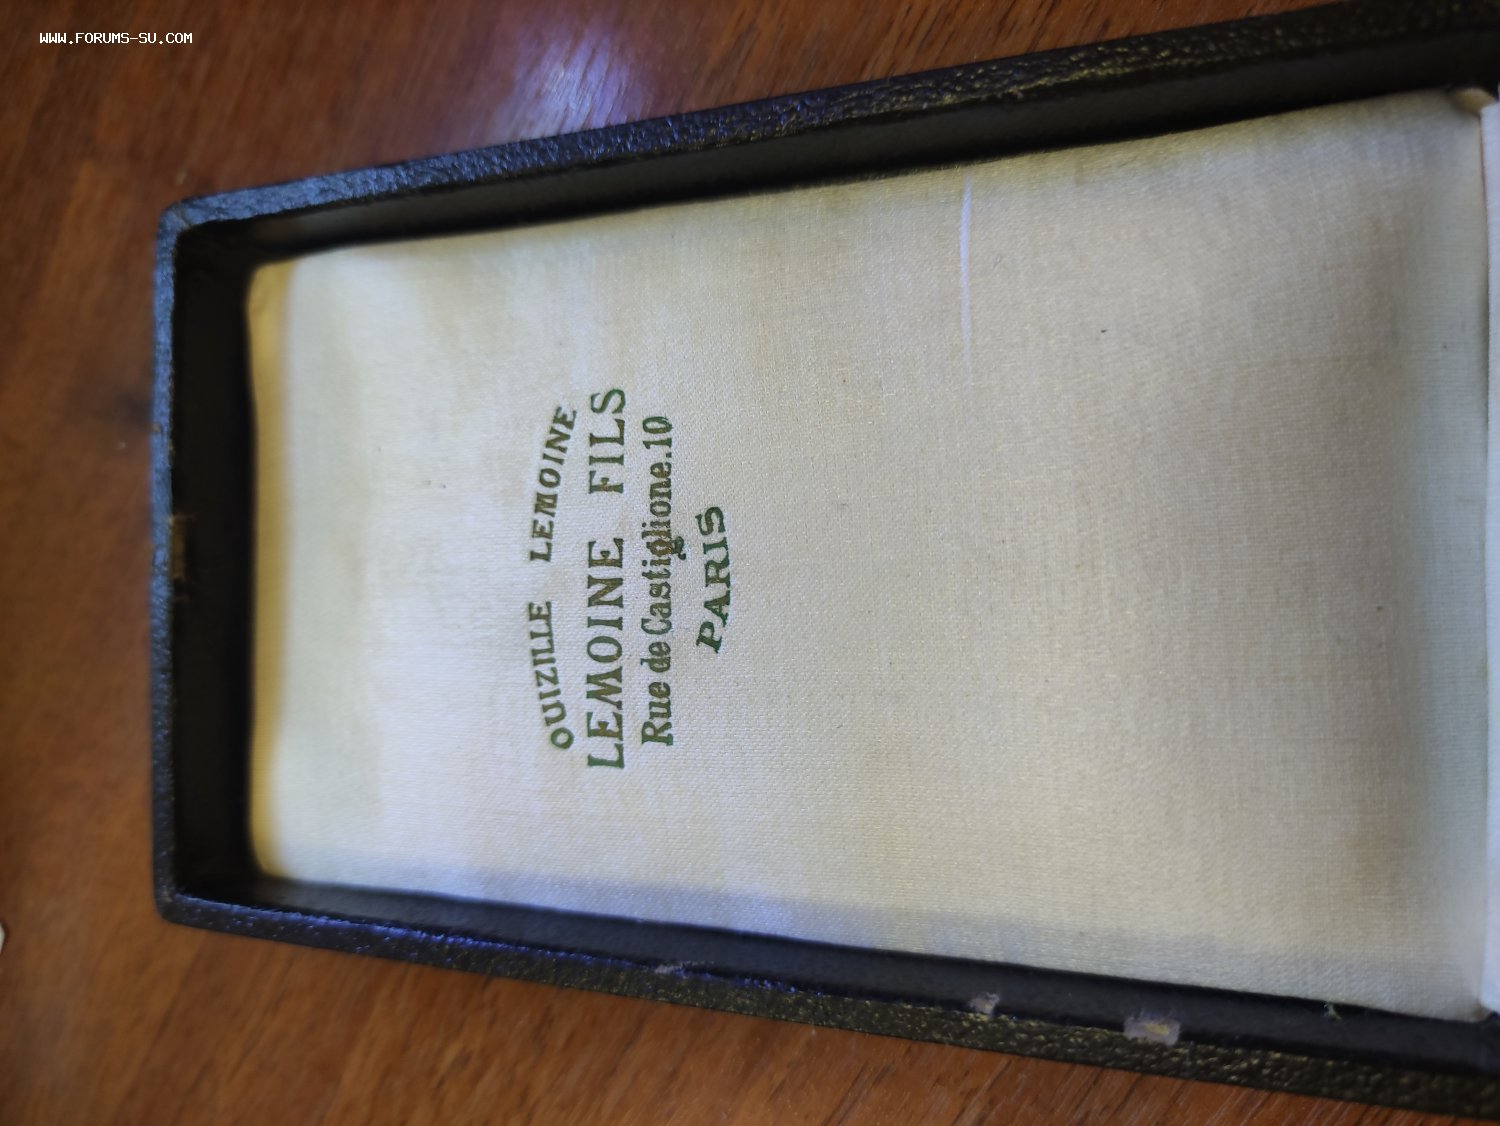 WWW.FORUMS-SU.COM
OUIZILLE LEMOINE
LEMOINE FILS
Rue de Castiglione.10
PARIS